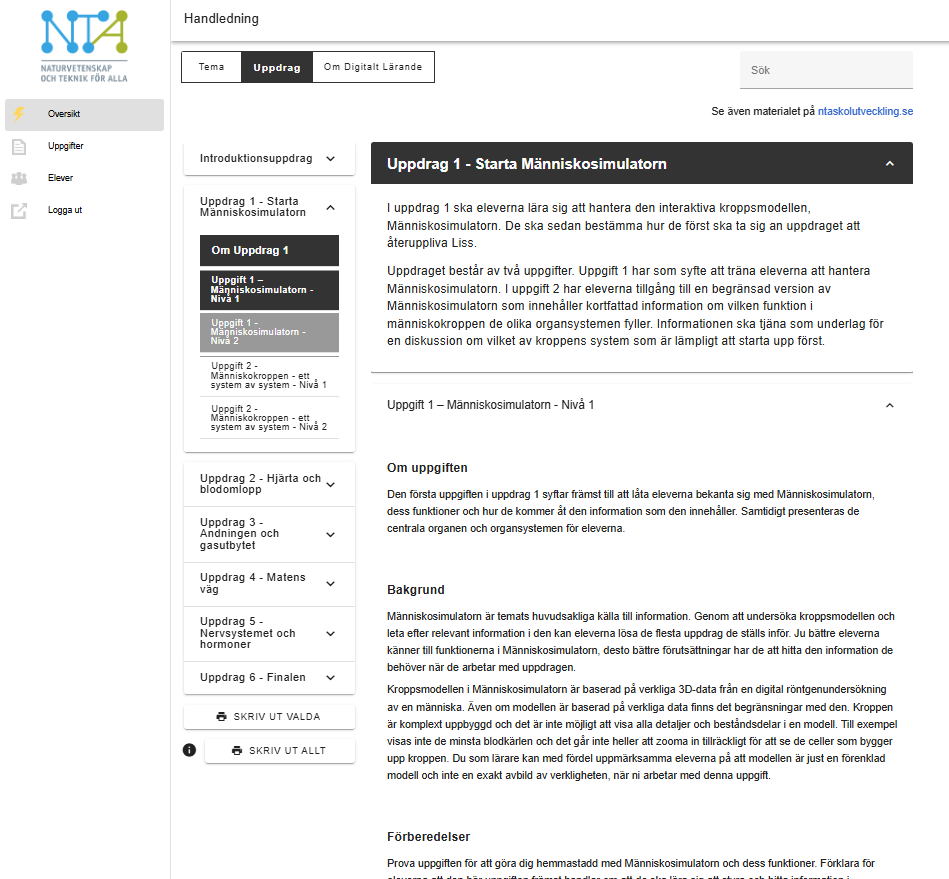 NTA
NATURVETENSKAP
OCH TEKNIK FÖR ALLA
Översikt
Uppgifter
Elever
Logga ut
Handledning
Tema
Uppdrag
Om Digitalt Lärande
Sök
Se även materialet på ntaskolutveckling.se
Introduktionsuppdrag
Uppdrag 1 - Starta
Människosimulatorn
Om Uppdrag 1
Uppgift 1 –
Människosimulatorn -
Nivå 1
Uppgift 1 -
Människosimulatorn -
Nivå 2
Uppgift 2 -
Människokroppen - ett
system av system - Nivå 1
Uppgift 2 -
Människokroppen - ett
system av system - Nivå 2
Uppdrag 2 - Hjärta och
blodomlopp
Uppdrag 3 -
Andningen och
gasutbytet
Uppdrag 4 - Matens
väg
Uppdrag 5 -
Nervsystemet och
hormoner
Uppdrag 6 - Finalen
SKRIV UT VALDA
SKRIV UT ALLT
Uppdrag 1 - Starta Människosimulatorn
I uppdrag 1 ska eleverna lära sig att hantera den interaktiva kroppsmodellen,
Människosimulatorn. De ska sedan bestämma hur de först ska ta sig an uppdraget att
återuppliva Liss.
Uppdraget består av två uppgifter. Uppgift 1 har som syfte att träna eleverna att hantera
Människosimulatorn. I uppgift 2 har eleverna tillgång till en begränsad version av
Människosimulatorn som innehåller kortfattad information om vilken funktion i
människokroppen de olika organsystemen fyller. Informationen ska tjäna som underlag för
en diskussion om vilket av kroppens system som är lämpligt att starta upp först.
Uppgift 1 – Människosimulatorn - Nivå 1
Om uppgiften
Den första uppgiften i uppdrag 1 syftar främst till att låta eleverna bekanta sig med Människosimulatorn,
dess funktioner och hur de kommer åt den information som den innehåller. Samtidigt presenteras de
centrala organen och organsystemen för eleverna.
Bakgrund
Människosimulatorn är temats huvudsakliga källa till information. Genom att undersöka kroppsmodellen och
leta efter relevant information i den kan eleverna lösa de flesta uppdrag de ställs inför. Ju bättre eleverna
känner till funktionerna i Människosimulatorn, desto bättre förutsättningar har de att hitta den information de
behöver när de arbetar med uppdragen.
Kroppsmodellen i Människosimulatorn är baserad på verkliga 3D-data från en digital röntgenundersökning
av en människa. Även om modellen är baserad på verkliga data finns det begränsningar med den. Kroppen
är komplext uppbyggd och det är inte möjligt att visa alla detaljer och beståndsdelar i en modell. Till exempel
visas inte de minsta blodkärlen och det går inte heller att zooma in tillräckligt för att se de celler som bygger
upp kroppen. Du som lärare kan med fördel uppmärksamma eleverna på att modellen är just en förenklad
modell och inte en exakt avbild av verkligheten, när ni arbetar med denna uppgift.
Förberedelser
Prova uppgiften för att göra dig hemmastadd med Människosimulatorn och dess funktioner. Förklara för